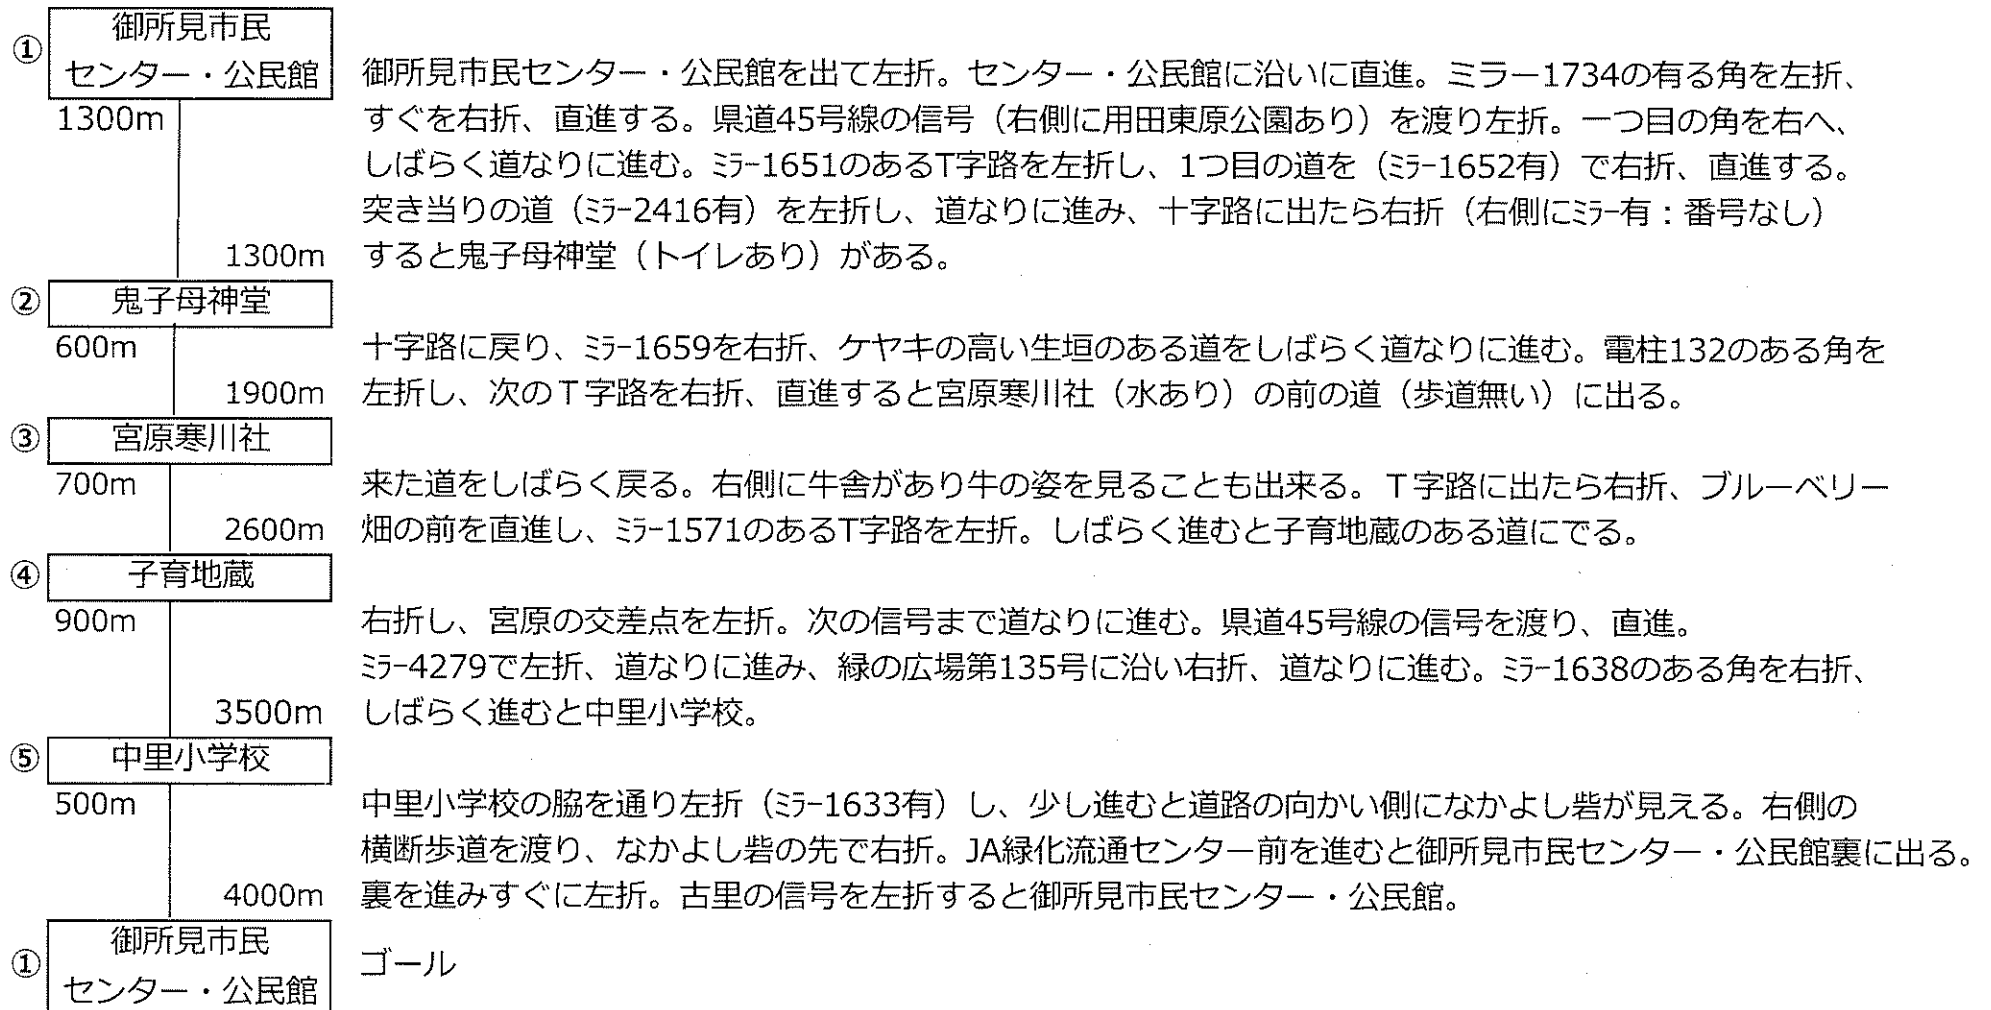 ①
御所見市民
センター・公民館
御所見市民センター・公民館を出て左折。センター・公民館に沿いに直進。ミラー1734の有る角を左折、
1300m
すぐを右折、直進する。県道45号線の信号（右側に用田東原公園あり）を渡り左折。一つ目の角を右へ、
しばらく道なりに進む。ﾐﾗｰ1651のあるT字路を左折し、1つ目の道を（ﾐﾗｰ1652有）で右折、直進する。
突き当りの道（ﾐﾗｰ2416有）を左折し、道なりに進み、十字路に出たら右折（右側にﾐﾗｰ有：番号なし）
1300m
すると鬼子母神堂（トイレあり）がある。
②
鬼子母神堂
600m
十字路に戻り、ﾐﾗｰ1659を右折、ケヤキの高い生垣のある道をしばらく道なりに進む。電柱132のある角を
1900m
左折し、次のＴ字路を右折、直進すると宮原寒川社（水あり）の前の道（歩道無い）に出る。
③
宮原寒川社
700m
来た道をしばらく戻る。右側に牛舎があり牛の姿を見ることも出来る。Ｔ字路に出たら右折、ブルーベリー
2600m
畑の前を直進し、ﾐﾗｰ1571のあるT字路を左折。しばらく進むと子育地蔵のある道にでる。
④
子育地蔵
900m
右折し、宮原の交差点を左折。次の信号まで道なりに進む。県道45号線の信号を渡り、直進。
ﾐﾗｰ4279で左折、道なりに進み、緑の広場第135号に沿い右折、道なりに進む。ﾐﾗｰ1638のある角を右折、
3500m
しばらく進むと中里小学校。
⑤
中里小学校
500m
中里小学校の脇を通り左折（ﾐﾗｰ1633有）し、少し進むと道路の向かい側になかよし砦が見える。右側の
横断歩道を渡り、なかよし砦の先で右折。JA緑化流通センター前を進むと御所見市民センター・公民館裏に出る。
4000m
裏を進みすぐに左折。古里の信号を左折すると御所見市民センター・公民館。
①
御所見市民
センター・公民館
ゴール